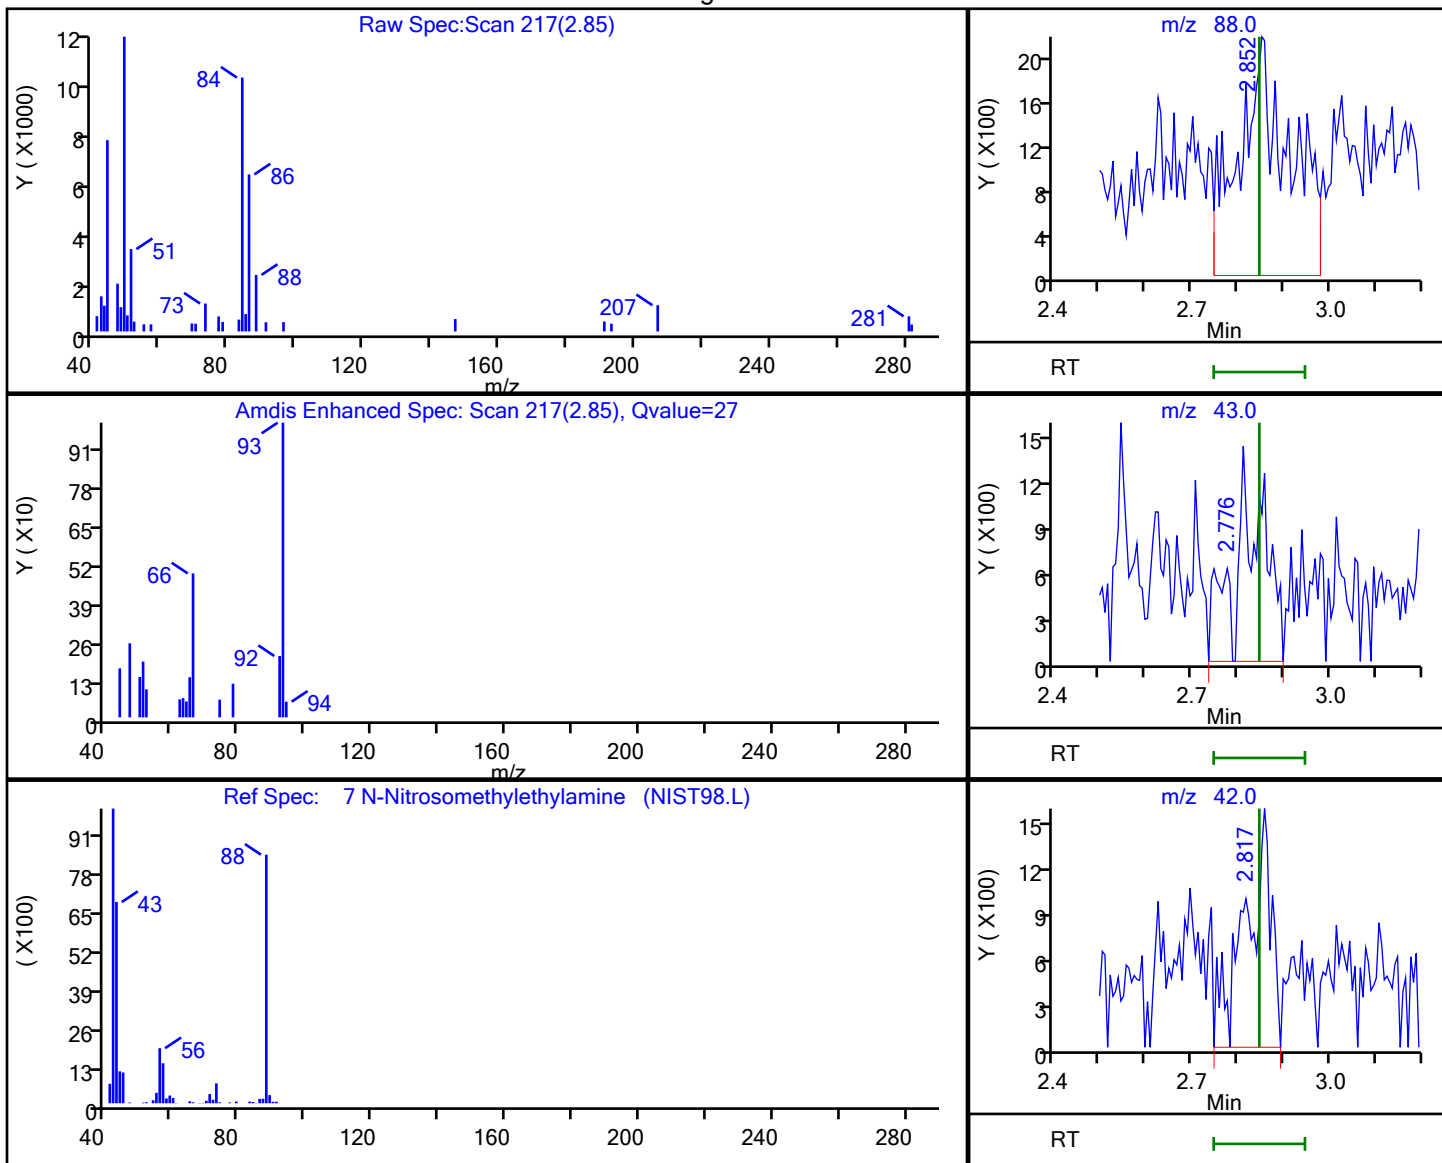 Raw Spec:Scan 217(2.85)
Y ( X1000)
12
10
8
6
4
2
0
84
86
51
88
73
207
281
40 80 120 160 200 240 280
m/z
m/z 88.0
Y ( X100)
20
16
12
8
4
0
2.852
2.4 2.7 3.0
Min
RT
Amdis Enhanced Spec: Scan 217(2.85), Qvalue=27
Y ( X10)
91
78
65
52
39
26
13
0
93
66
92
94
40 80 120 160 200 240 280
m/z
m/z 43.0
Y ( X100)
15
12
9
6
3
0
2.776
2.4 2.7 3.0
Min
RT
Ref Spec: 7 N-Nitrosomethylethylamine (NIST98.L)
( X100)
91
78
65
52
39
26
13
0
88
43
56
40 80 120 160 200 240 280
m/z 42.0
Y ( X100)
15
12
9
6
3
0
2.817
2.4 2.7 3.0
Min
RT